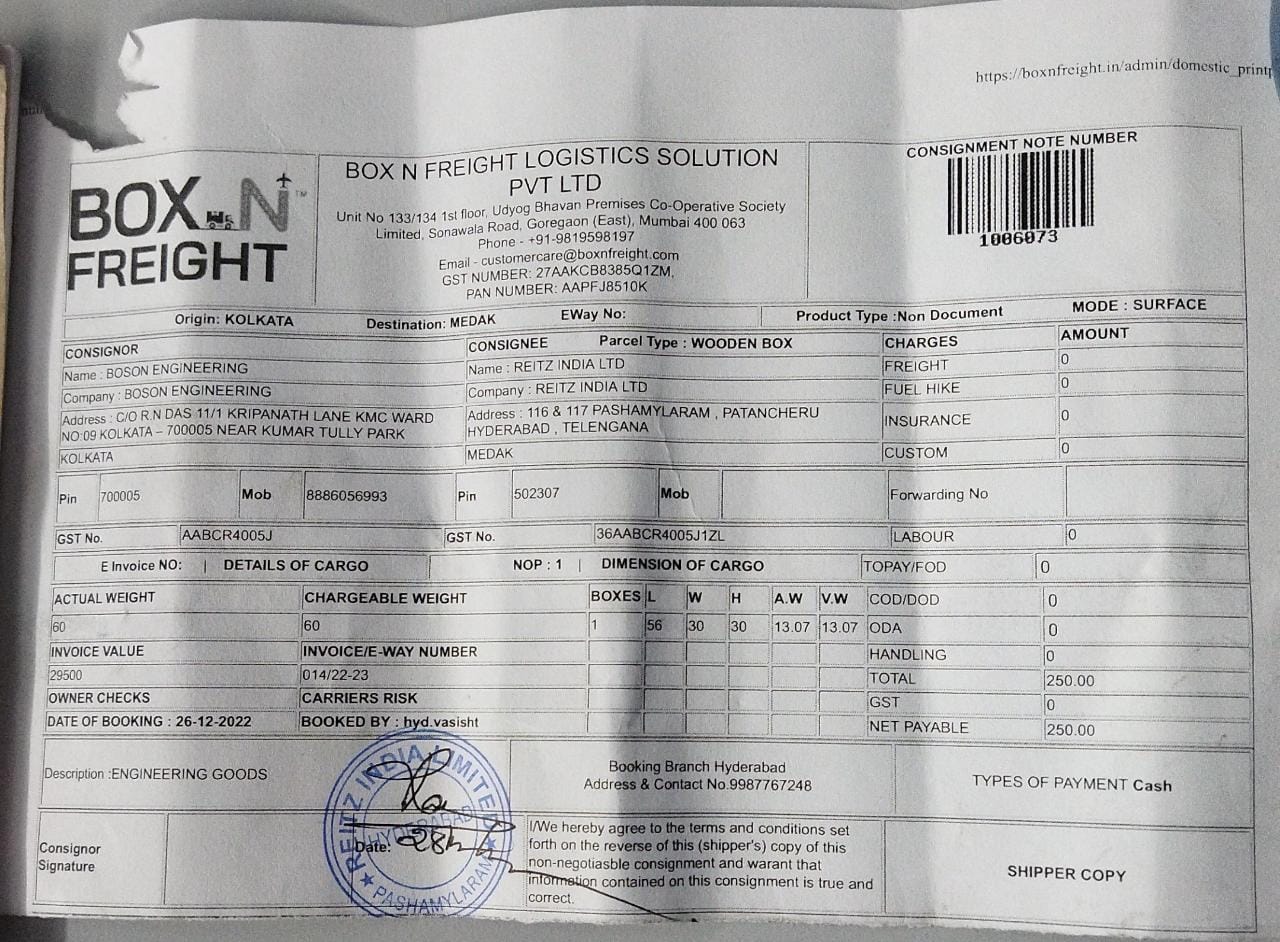 https://boxnfreight.in/admin/domestic_printp
BOX N
FREIGHT
TM
BOX N FREIGHT LOGISTICS SOLUTION
PVT LTD
Unit No 133/134 1st floor, Udyog Bhavan Premises Co-Operative Society
Limited, Sonawala Road, Goregaon (East), Mumbai 400 063
Phone - +91-9819598197
Email - customercare@boxnfreight.com
GST NUMBER: 27AAKCB8385Q1ZM,
PAN NUMBER: AAPFJ8510K
CONSIGNMENT NOTE NUMBER
1006073
Origin: KOLKATA Destination: MEDAK EWay No: Product Type :Non Document MODE : SURFACE
CONSIGNOR CONSIGNEE Parcel Type : WOODEN BOX CHARGES AMOUNT
Name : BOSON ENGINEERING Name : REITZ INDIA LTD FREIGHT 0
Company : BOSON ENGINEERING Company : REITZ INDIA LTD FUEL HIKE 0
Address : C/O R.N DAS 11/1 KRIPANATH LANE KMC WARD
NO:09 KOLKATA – 700005 NEAR KUMAR TULLY PARK
Address : 116 & 117 PASHAMYLARAM , PATANCHERU
HYDERABAD , TELENGANA
INSURANCE 0
KOLKATA MEDAK CUSTOM 0
Pin 700005 Mob 8886056993 Pin 502307 Mob Forwarding No
GST No. AABCR4005J GST No. 36AABCR4005J1ZL LABOUR 0
E Invoice NO: | DETAILS OF CARGO NOP : 1 | DIMENSION OF CARGO TOPAY/FOD 0
ACTUAL WEIGHT CHARGEABLE WEIGHT BOXES L W H A.W V.W COD/DOD 0
60 60 1 56 30 30 13.07 13.07 ODA 0
INVOICE VALUE INVOICE/E-WAY NUMBER HANDLING 0
29500 014/22-23 TOTAL 250.00
OWNER CHECKS CARRIERS RISK GST 0
DATE OF BOOKING : 26-12-2022 BOOKED BY : hyd.vasisht NET PAYABLE 250.00
Description :ENGINEERING GOODS
Booking Branch Hyderabad
Address & Contact No.9987767248
TYPES OF PAYMENT Cash
Consignor
Signature
REITZ INDIA LIMITED
HYDERABAD
Date:
★ PASHAMYLARAM ★
I/We hereby agree to the terms and conditions set
forth on the reverse of this (shipper's) copy of this
non-negotiasble consignment and warant that
information contained on this consignment is true and
correct.
SHIPPER COPY